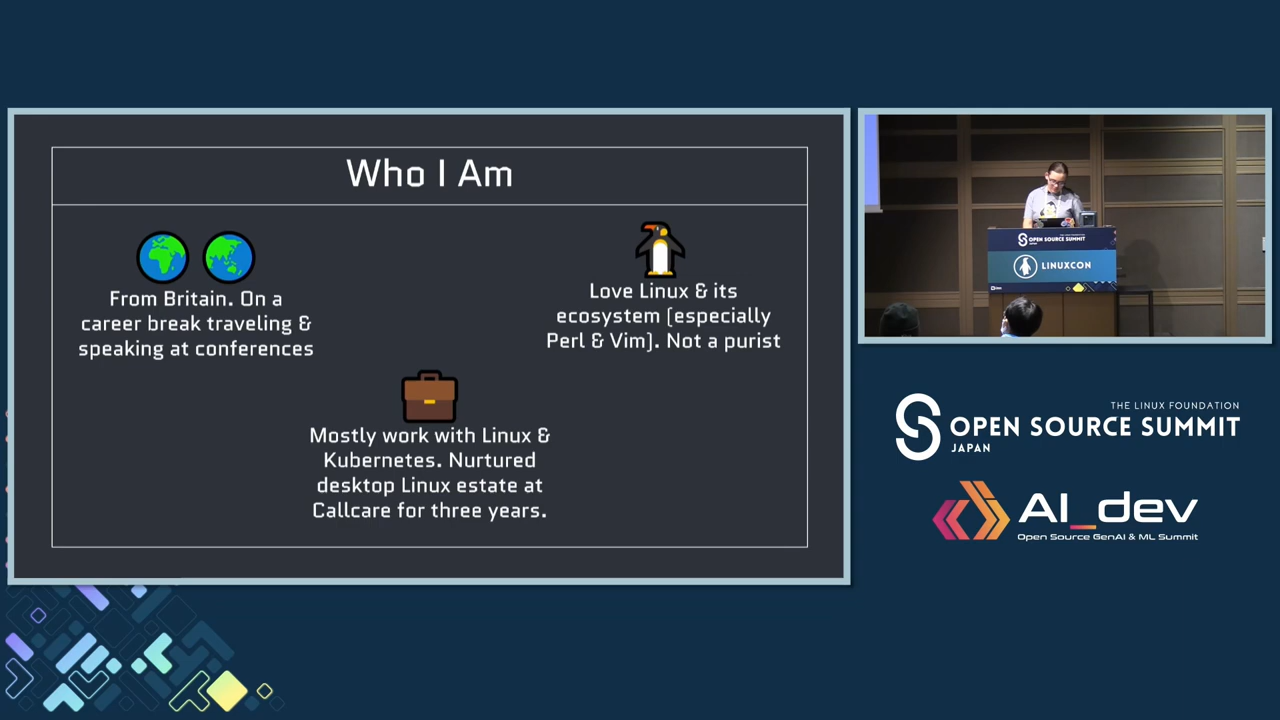 Who I Am
From Britain. On a
career break traveling &
speaking at conferences
Love Linux & its
ecosystem (especially
Perl & Vim). Not a purist
Mostly work with Linux &
Kubernetes. Nurtured
desktop Linux estate at
Callcare for three years.
OPEN SOURCE SUMMIT
LINUXCON
THE LINUX FOUNDATION
OPEN SOURCE SUMMIT
JAPAN
AI_dev
Open Source GenAI & ML Summit